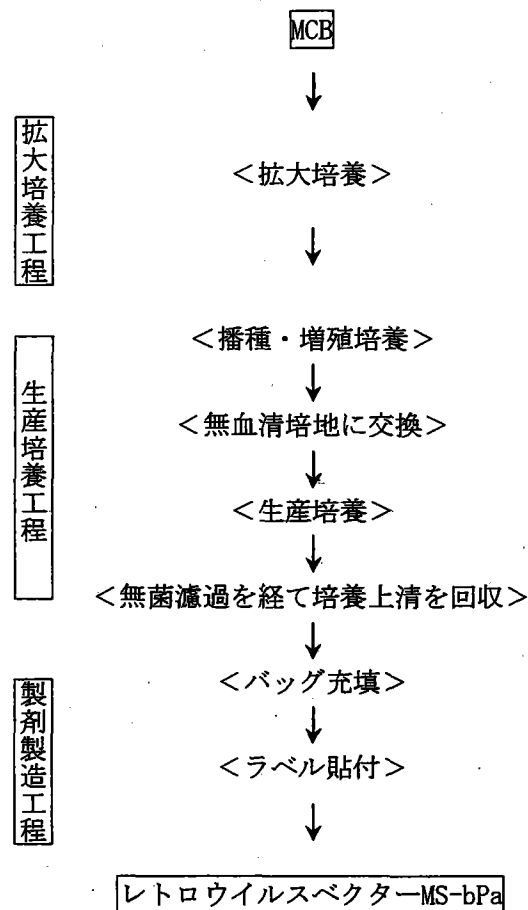 MCB
↓
拡大培養工程
<拡大培養>
↓
生産培養工程
<播種・増殖培養>
↓
<無血清培地に交換>
↓
<生産培養>
↓
<無菌濾過を経て培養上清を回収>
↓
製剤製造工程
<バッグ充填>
↓
<ラベル貼付>
↓
レトロウイルスベクターMS-bPa